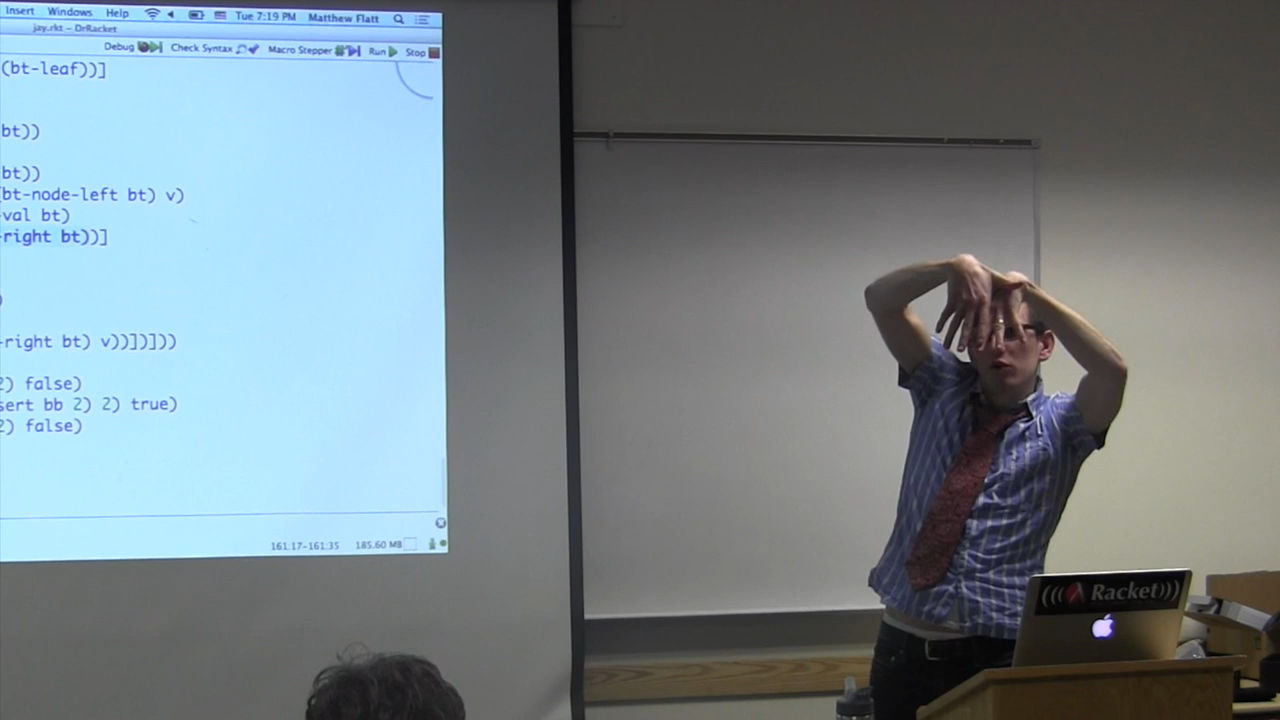 Insert Windows Help Tue 7:19 PM Matthew Flatt
jay.rkt - DrRacket
Debug Check Syntax Macro Stepper Run Stop
(bt-leaf))]
bt))
bt))
(bt-node-left bt) v)
-val bt)
-right bt))]
)
-right bt) v))])]))
2) false)
sert bb 2) 2) true)
2) false)
161:17-161:35 185.60 MB
(((Racket)))